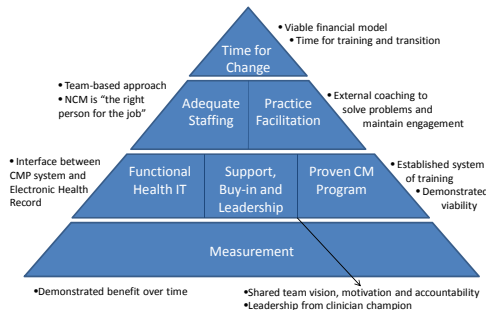 • Viable financial model
• Time for training and transition
Time for
Change
• Team-based approach
• NCM is “the right
person for the job”
Adequate
Staffing
Practice
Facilitation
• External coaching to
solve problems and
maintain engagement
• Interface between
CMP system and
Electronic Health
Record
Functional
Health IT
Support,
Buy-in and
Leadership
Proven CM
Program
• Established system
of training
• Demonstrated
viability
Measurement
•Demonstrated benefit over time
•Shared team vision, motivation and accountability
•Leadership from clinician champion